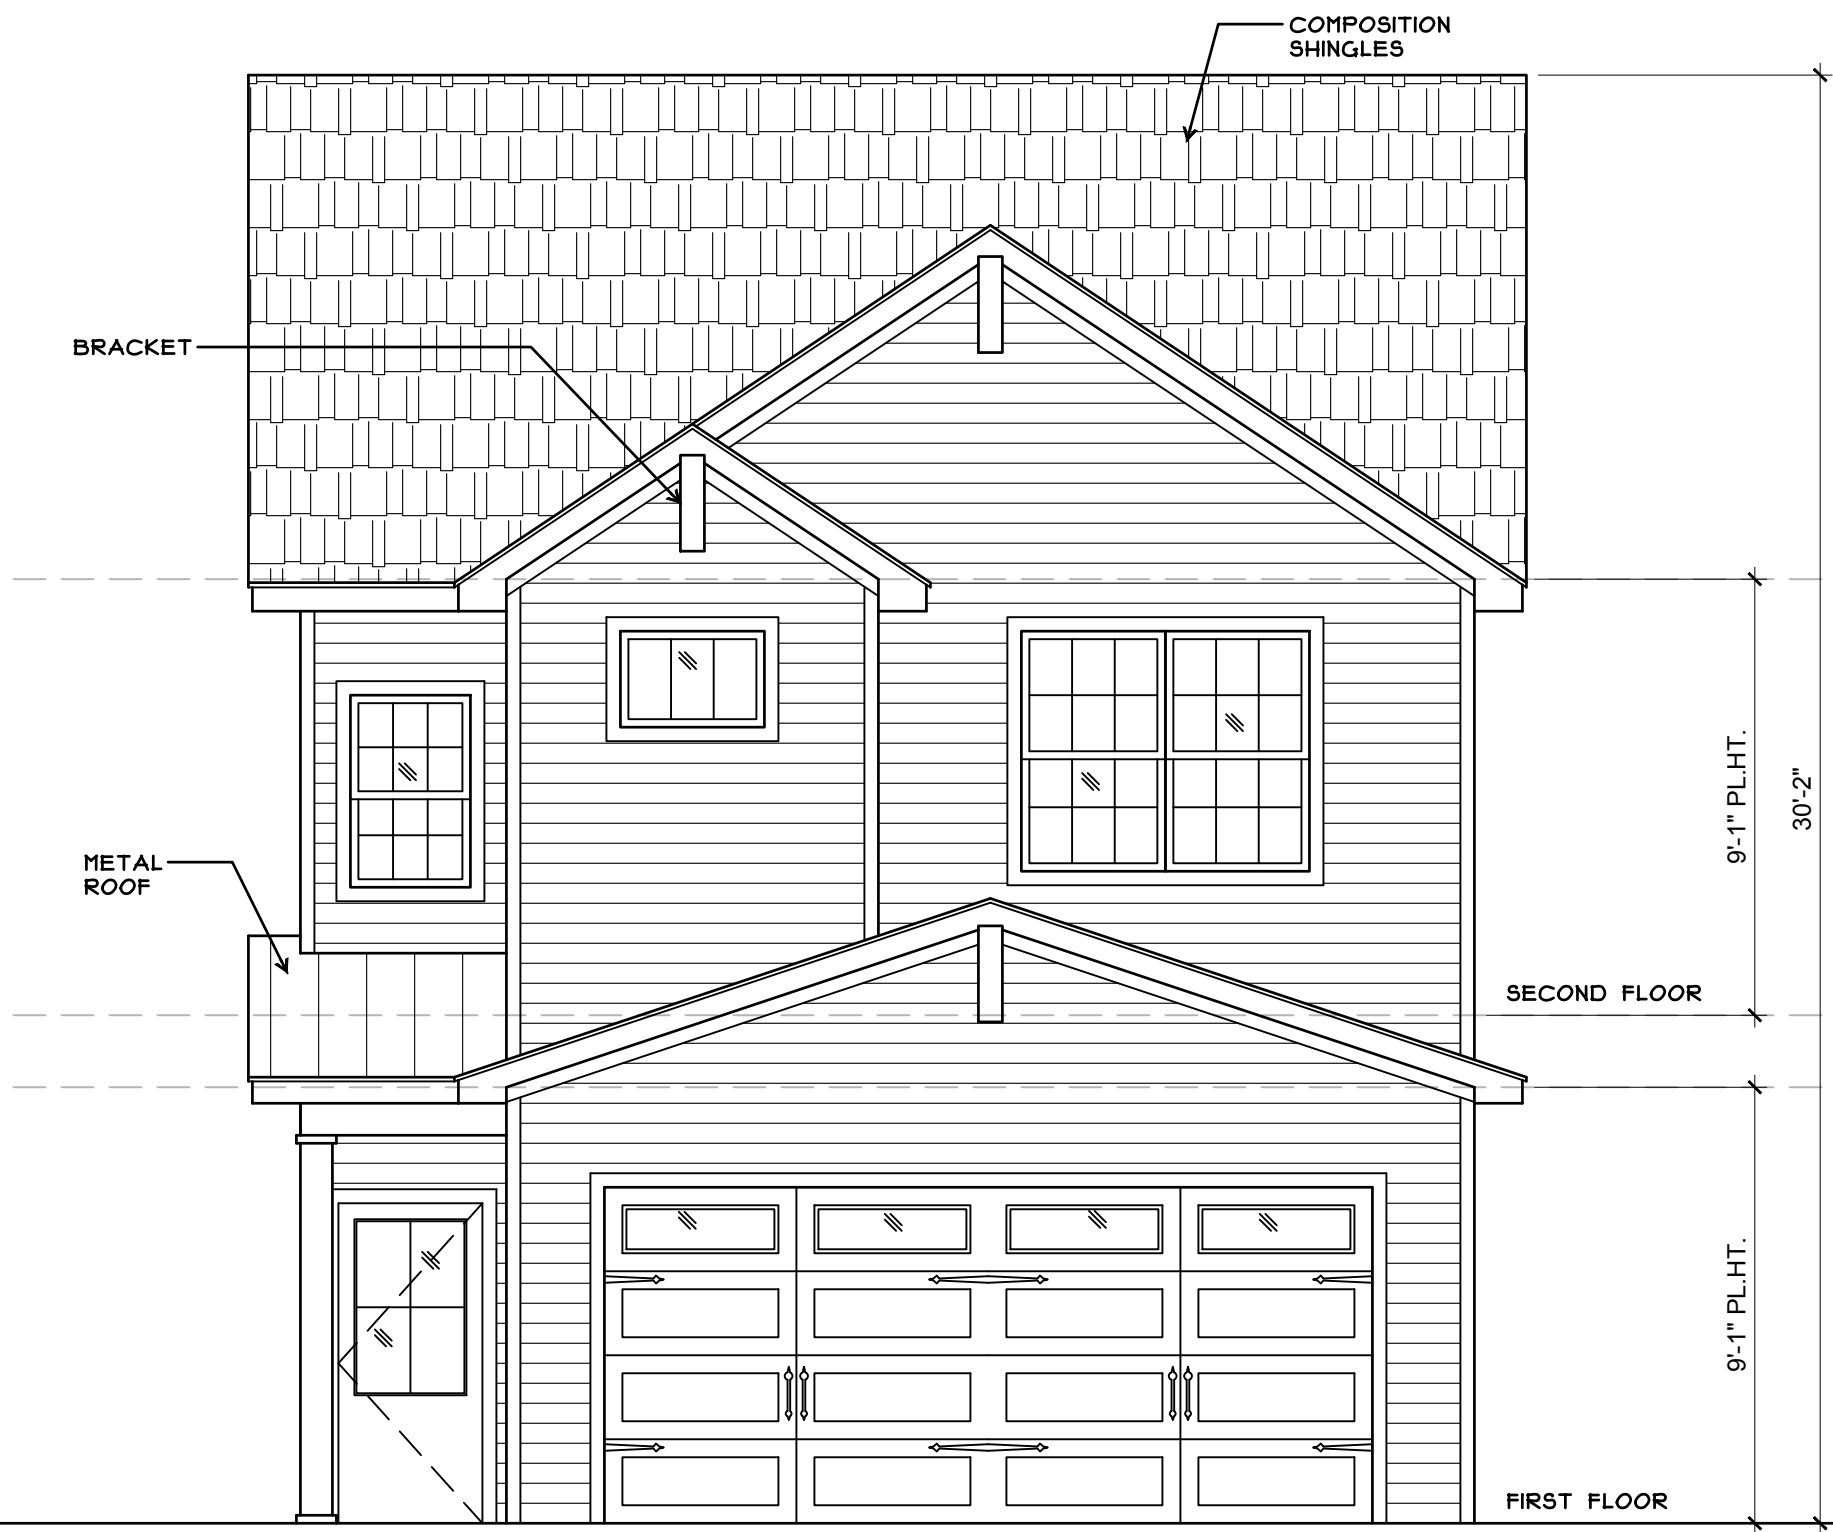 COMPOSITION
SHINGLES
BRACKET
METAL
ROOF
9'-1" PL.HT.
30'-2"
SECOND FLOOR
9'-1" PL.HT.
FIRST FLOOR